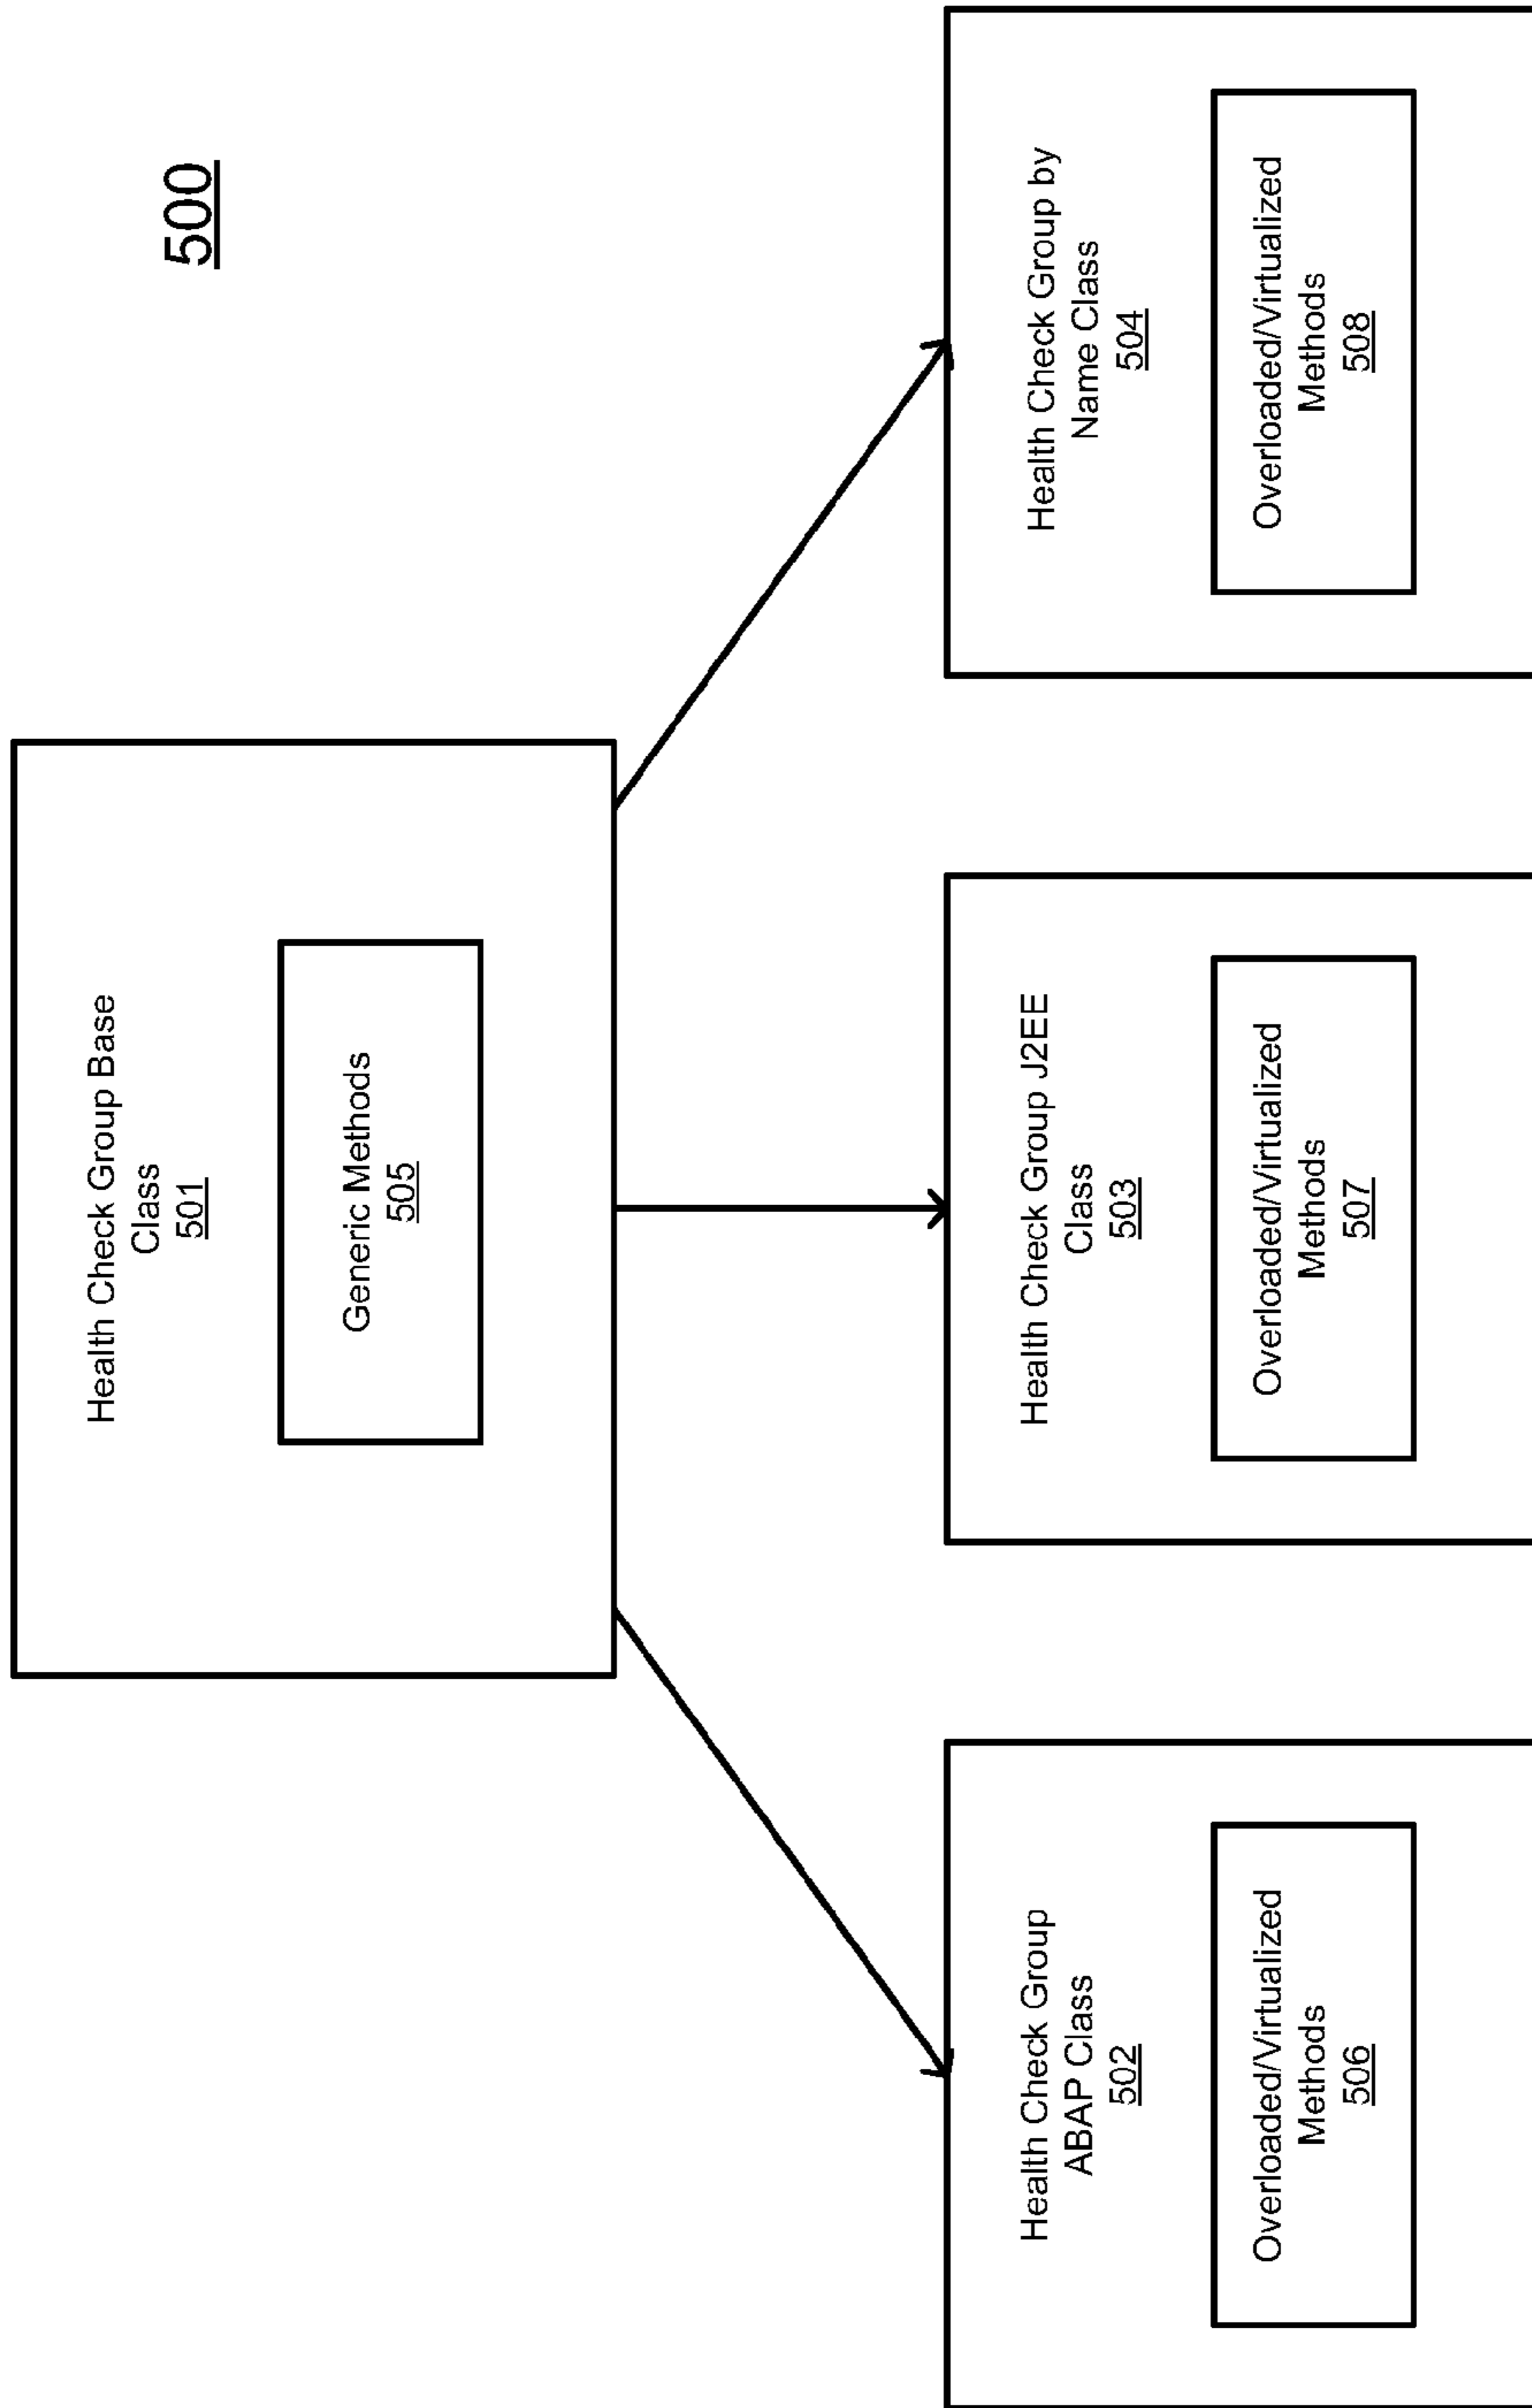 500
Health Check Group Base
Class
501
Generic Methods
505
Health Check Group
ABAP Class
502
Overloaded/Virtualized
Methods
506
Health Check Group J2EE
Class
503
Overloaded/Virtualized
Methods
507
Health Check Group by
Name Class
504
Overloaded/Virtualized
Methods
508